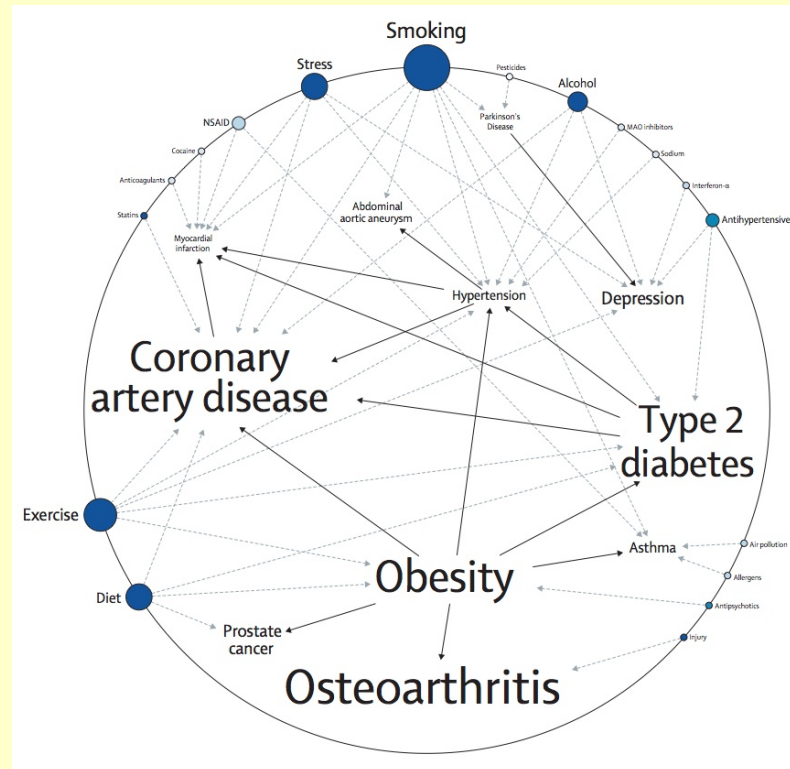 Smoking
Stress
Pesticides
Alcohol
NSAID
Parkinson's
Disease
MAO inhibitors
Cocaine
Sodium
Anticoagulants
Interferon-α
Statins
Abdominal
aortic aneurysm
Antihypertensive
Myocardial
infarction
Hypertension
Depression
Coronary
artery disease
Type 2
diabetes
Exercise
Asthma
Air pollution
Obesity
Allergens
Diet
Antipsychotics
Prostate
cancer
Injury
Osteoarthritis